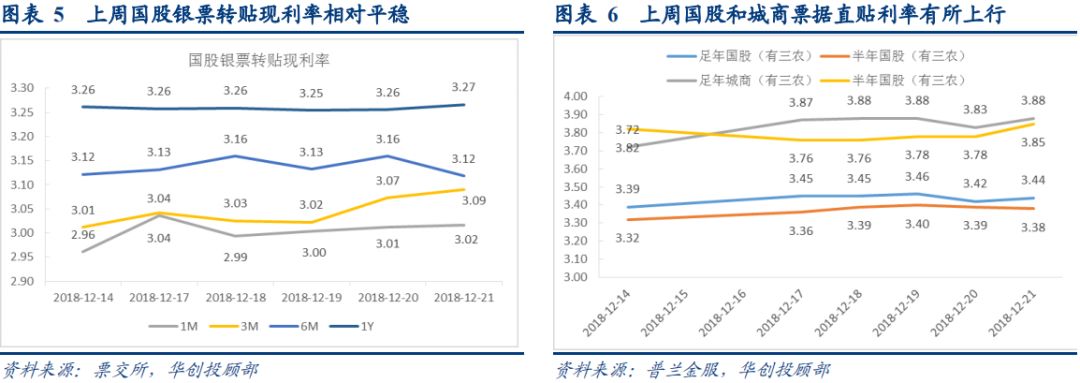 图表 5 上周国股银票转贴现利率相对平稳
国股银票转贴现利率
3.30
3.25
3.20
3.15
3.10
3.05
3.00
2.95
2.90
3.26 3.26 3.26 3.25 3.26 3.27
3.12 3.13 3.16 3.13 3.16 3.12
3.01 3.04 3.03 3.02 3.07 3.09
2.96 3.04 2.99 3.00 3.01 3.02
2018-12-14 2018-12-17 2018-12-18 2018-12-19 2018-12-20 2018-12-21
1M 3M 6M 1Y
资料来源：票交所，华创投顾部
图表 6 上周国股和城商票据直贴利率有所上行
足年国股（有三农） 半年国股（有三农）
足年城商（有三农） 半年国股（有三农）
4.00
3.90
3.80
3.70
3.60
3.50
3.40
3.30
3.20
3.10
3.00
3.72 3.87 3.88 3.88 3.83 3.88
3.82 3.76 3.76 3.78 3.78 3.85
3.39 3.45 3.45 3.46 3.42 3.44
3.32 3.36 3.39 3.40 3.39 3.38
2018-12-14 2018-12-15 2018-12-16 2018-12-17 2018-12-18 2018-12-19 2018-12-20 2018-12-21
资料来源：普兰金服，华创投顾部